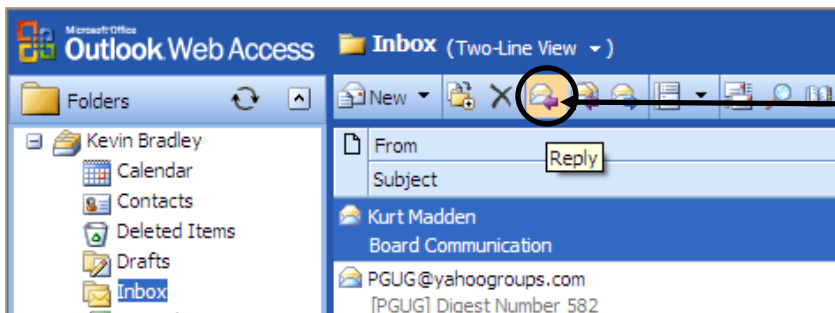 Microsoft Office
Outlook Web Access
Inbox (Two-Line View )
Folders
New
Kevin Bradley
Calendar
Contacts
Deleted Items
Drafts
Inbox
From
Reply
Subject
Kurt Madden
Board Communication
PGUG@yahoogroups.com
[PGUG] Digest Number 582